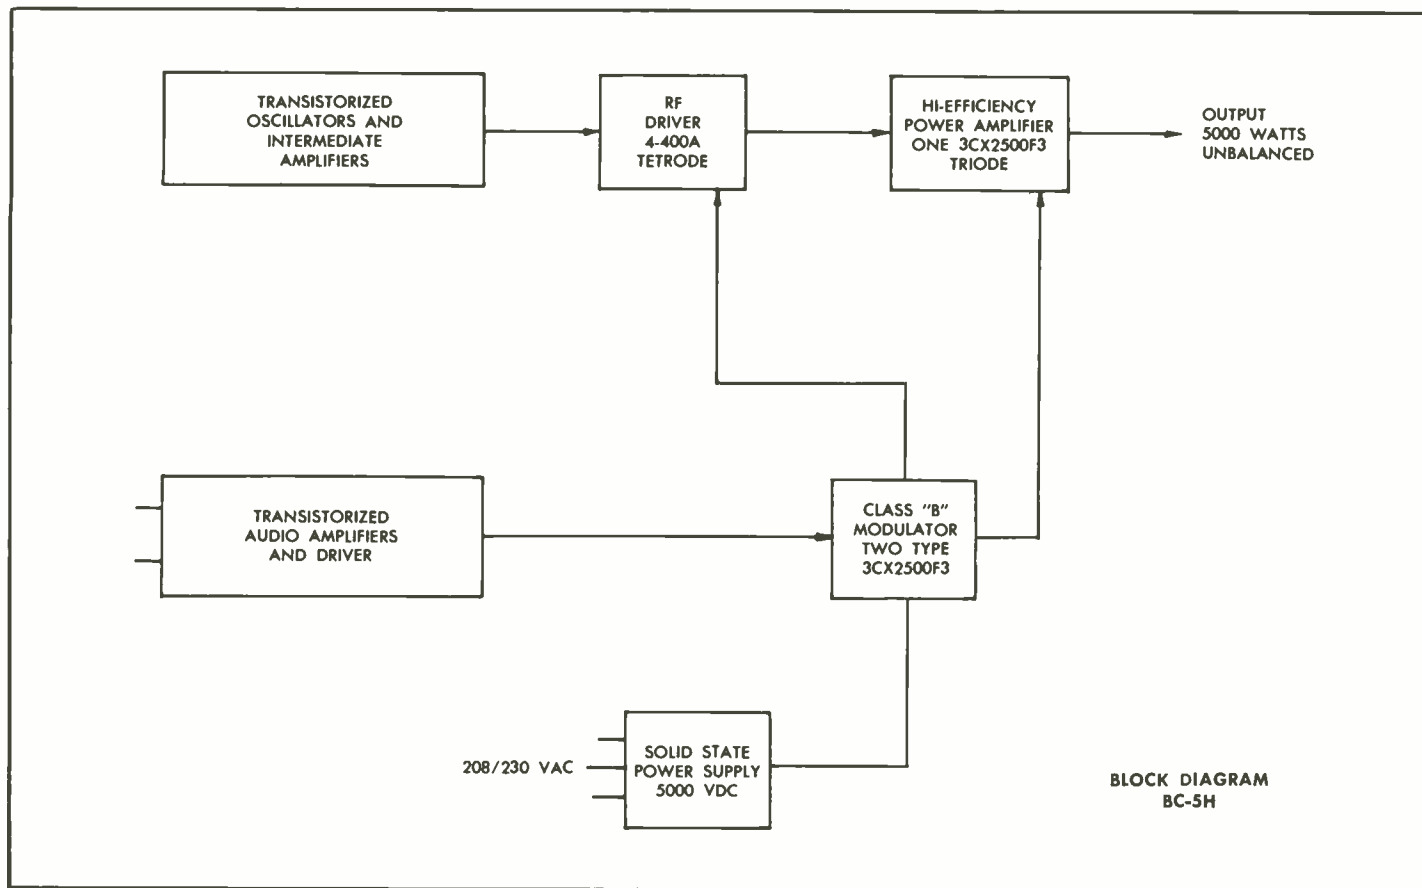 TRANSISTORIZED
OSCILLATORS AND
INTERMEDIATE
AMPLIFIERS
RF
DRIVER
4-400A
TETRODE
HI-EFFICIENCY
POWER AMPLIFIER
ONE 3CX2500F3
TRIODE
OUTPUT
5000 WATTS
UNBALANCED
TRANSISTORIZED
AUDIO AMPLIFIERS
AND DRIVER
CLASS "B"
MODULATOR
TWO TYPE
3CX2500F3
208/230 VAC
SOLID STATE
POWER SUPPLY
5000 VDC
BLOCK DIAGRAM
BC-5H